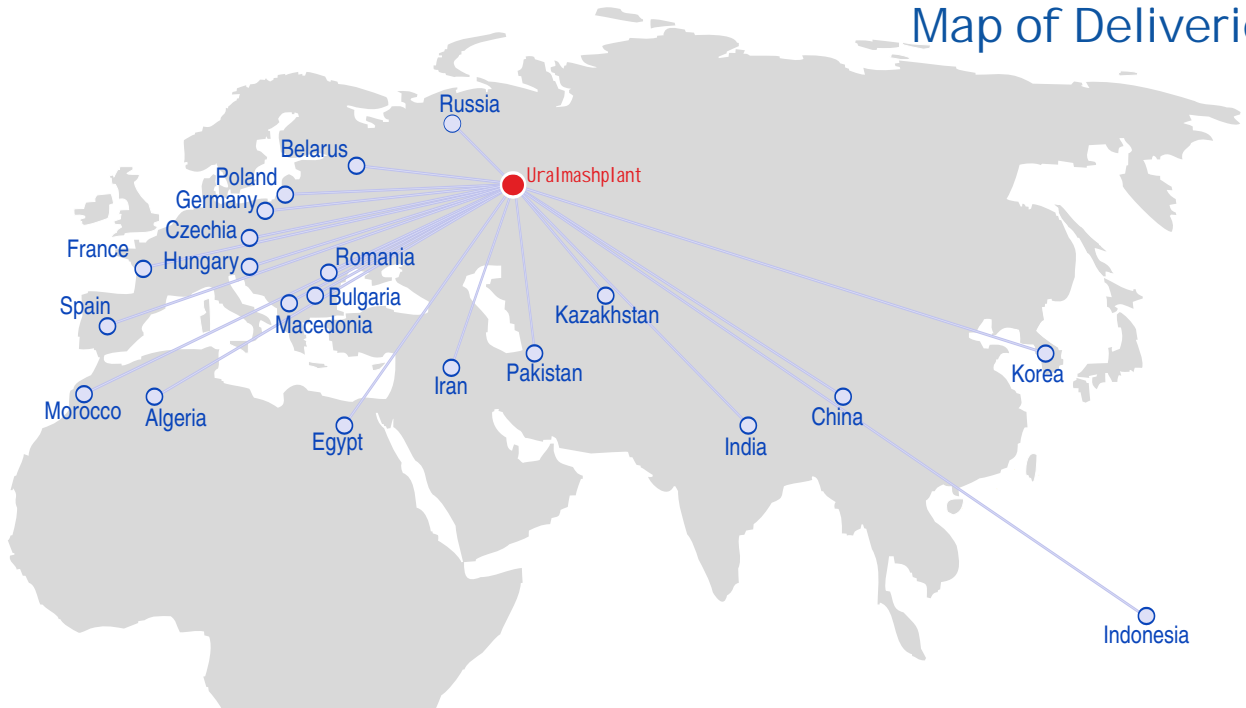 Map of Deliverie
Russia
Belarus
Uralmashplant
Poland
Germany
Czechia
France
Hungary
Romania
Spain
Bulgaria
Macedonia
Kazakhstan
Pakistan
Iran
Korea
Morocco
Algeria
Egypt
India
China
Indonesia